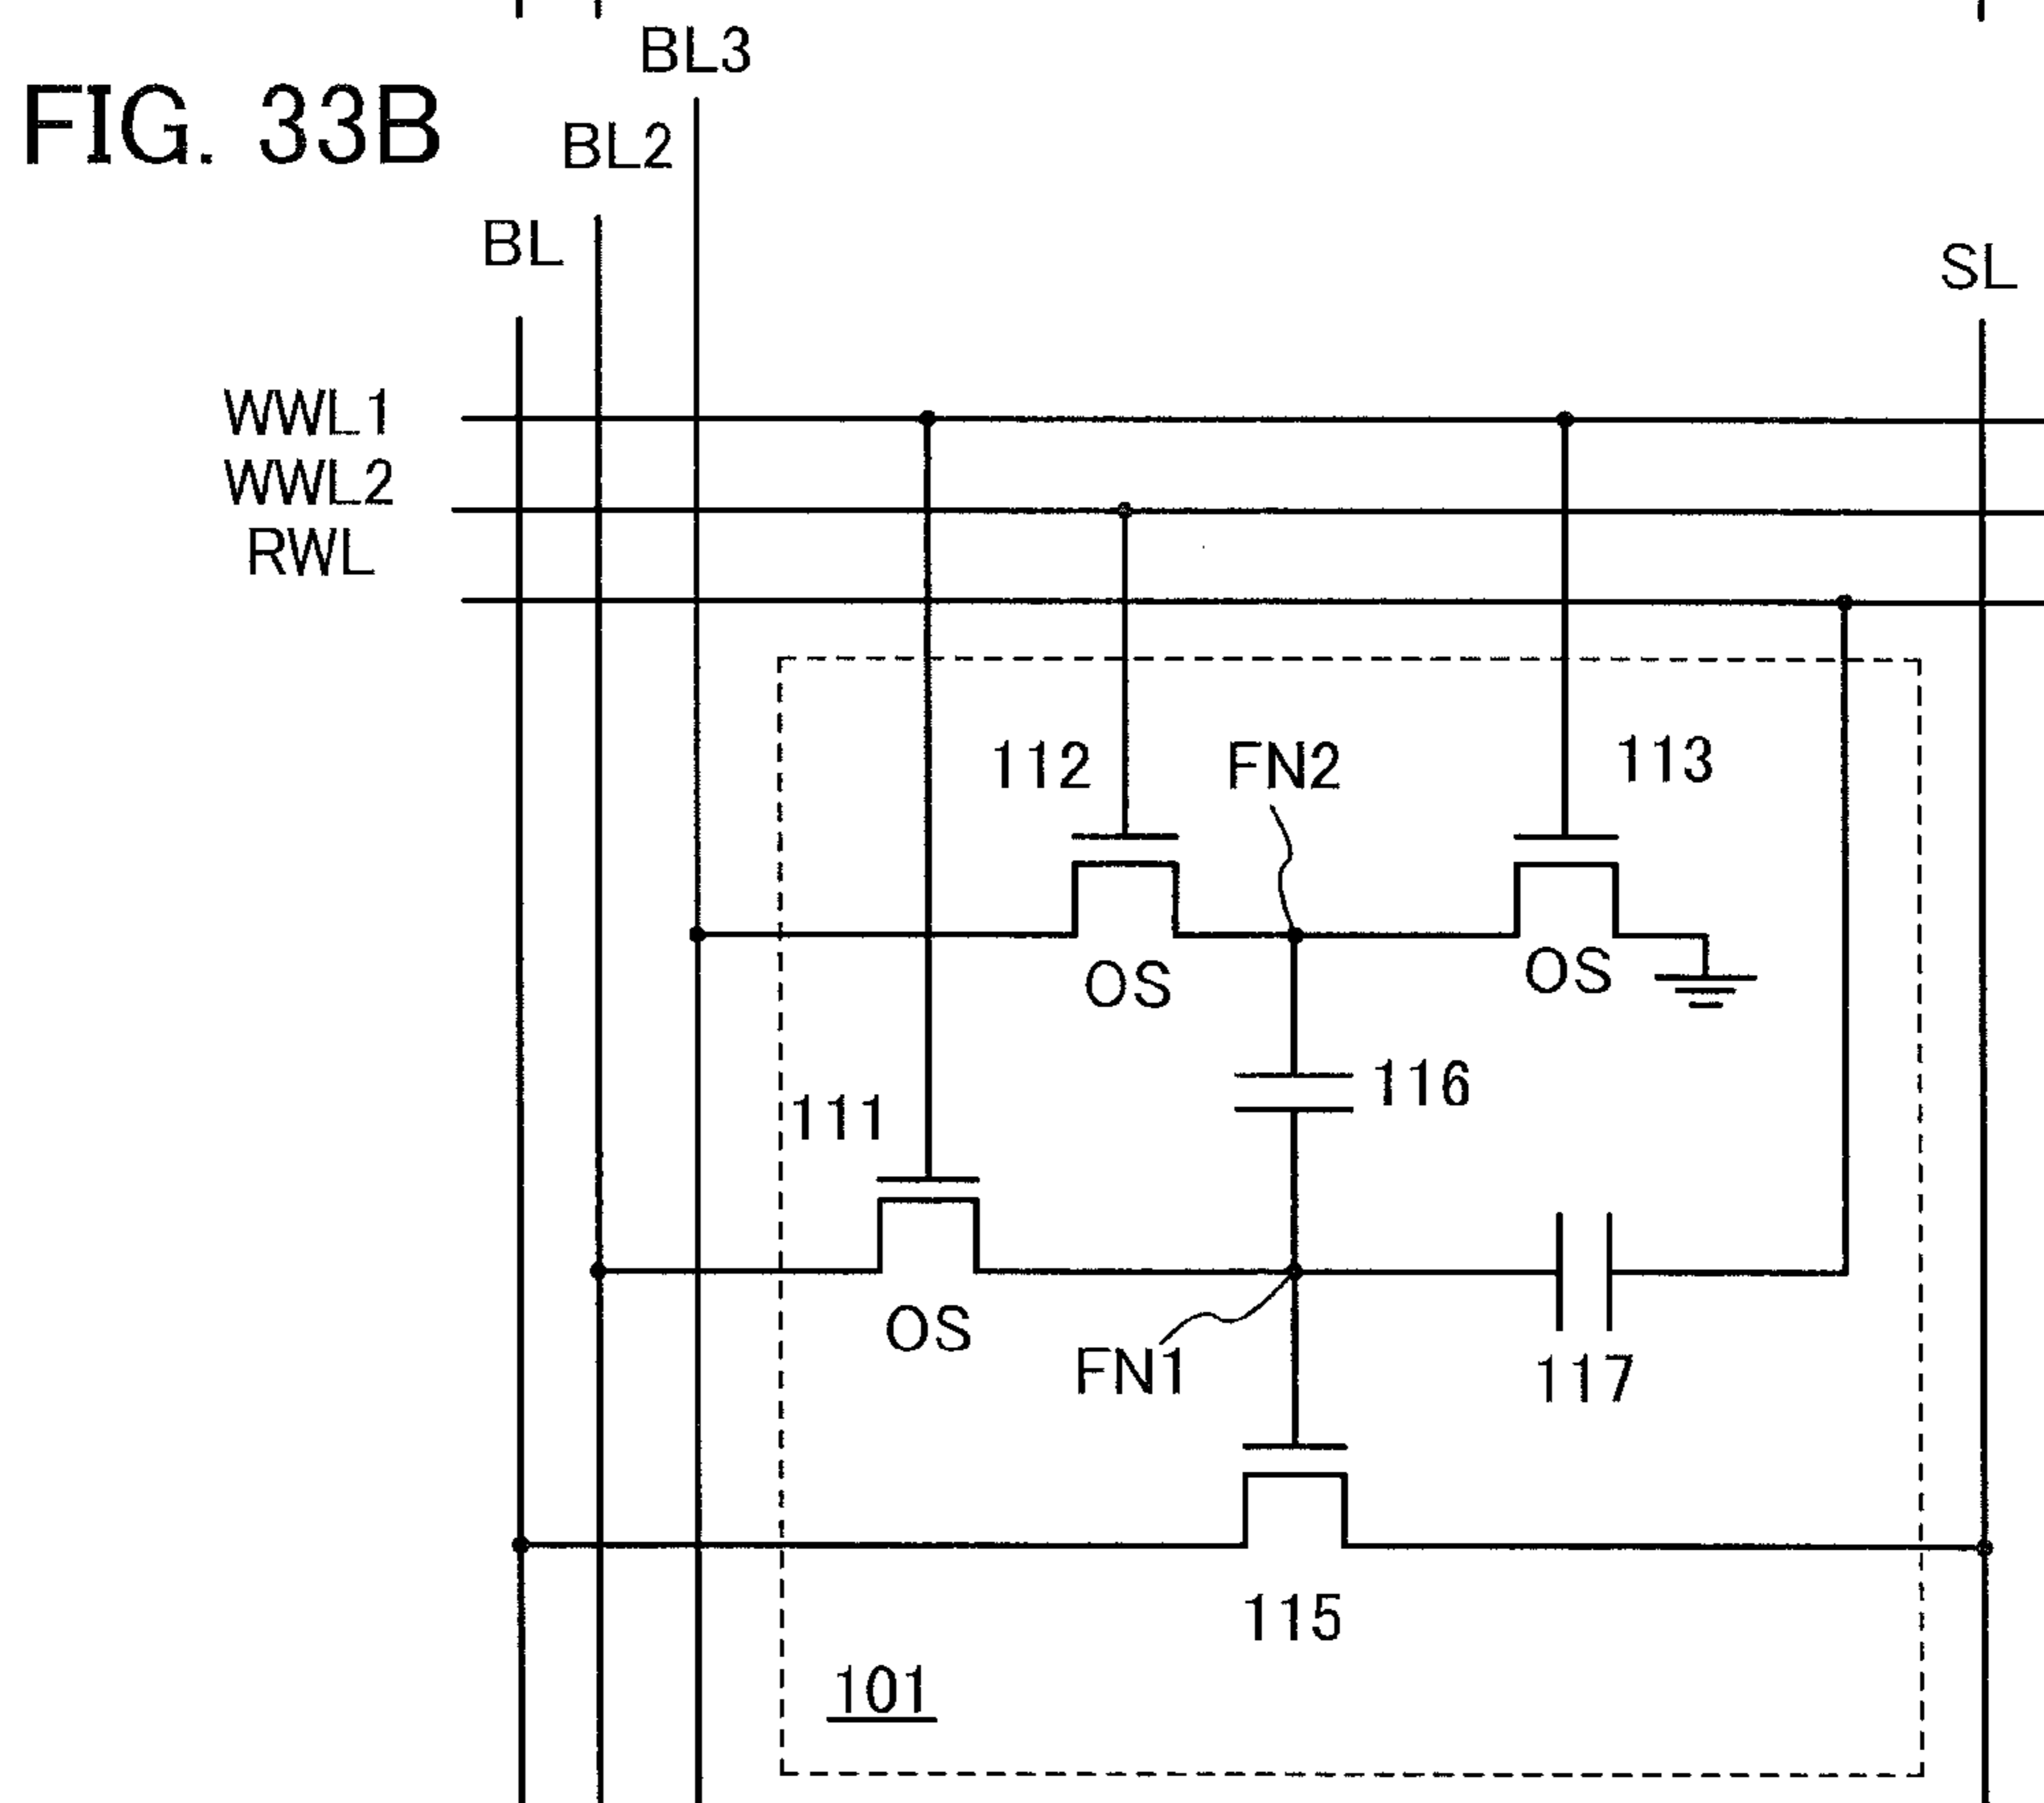 FIG. 33B
BL3
BL2
BL
SL
WWL1
WWL2
RWL
112
FN2
113
OS
OS
116
111
OS
FN1
117
115
101